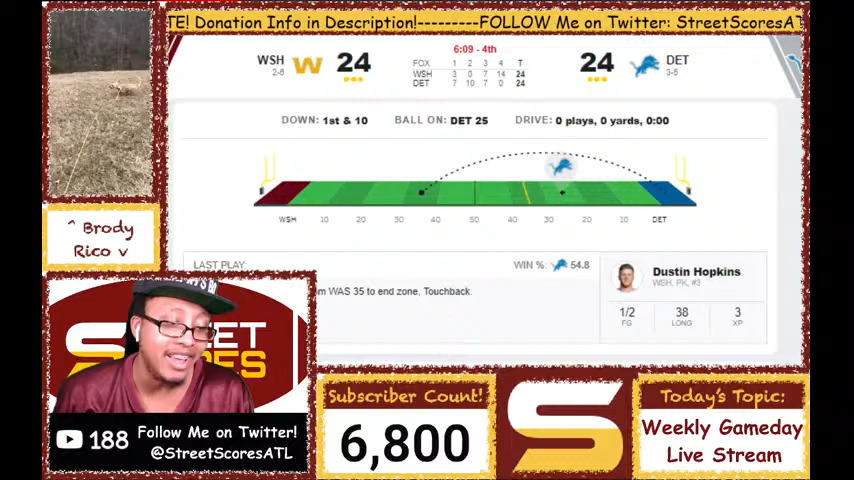 TE! Donation Info in Description!---------FOLLOW Me on Twitter: StreetScoresATL
WSH
2-6
W
24
6:09 - 4th
FOX 1 2 3 4 T
WSH 3 0 7 14 24
DET 7 10 7 0 24
24
DET
3-5
DOWN: 1st & 10
BALL ON: DET 25
DRIVE: 0 plays, 0 yards, 0:00
WSH 10 20 30 40 50 40 30 20 10 DET
^ Brody
Rico v
LAST PLAY:
WIN %: 54.8
om WAS 35 to end zone, Touchback.
Dustin Hopkins
WSH, PK, #3
1/2 38 3
FG LONG XP
STREET
SCORES
188
Follow Me on Twitter!
@StreetScoresATL
Subscriber Count!
6,800
S
Today's Topic:
Weekly Gameday
Live Stream